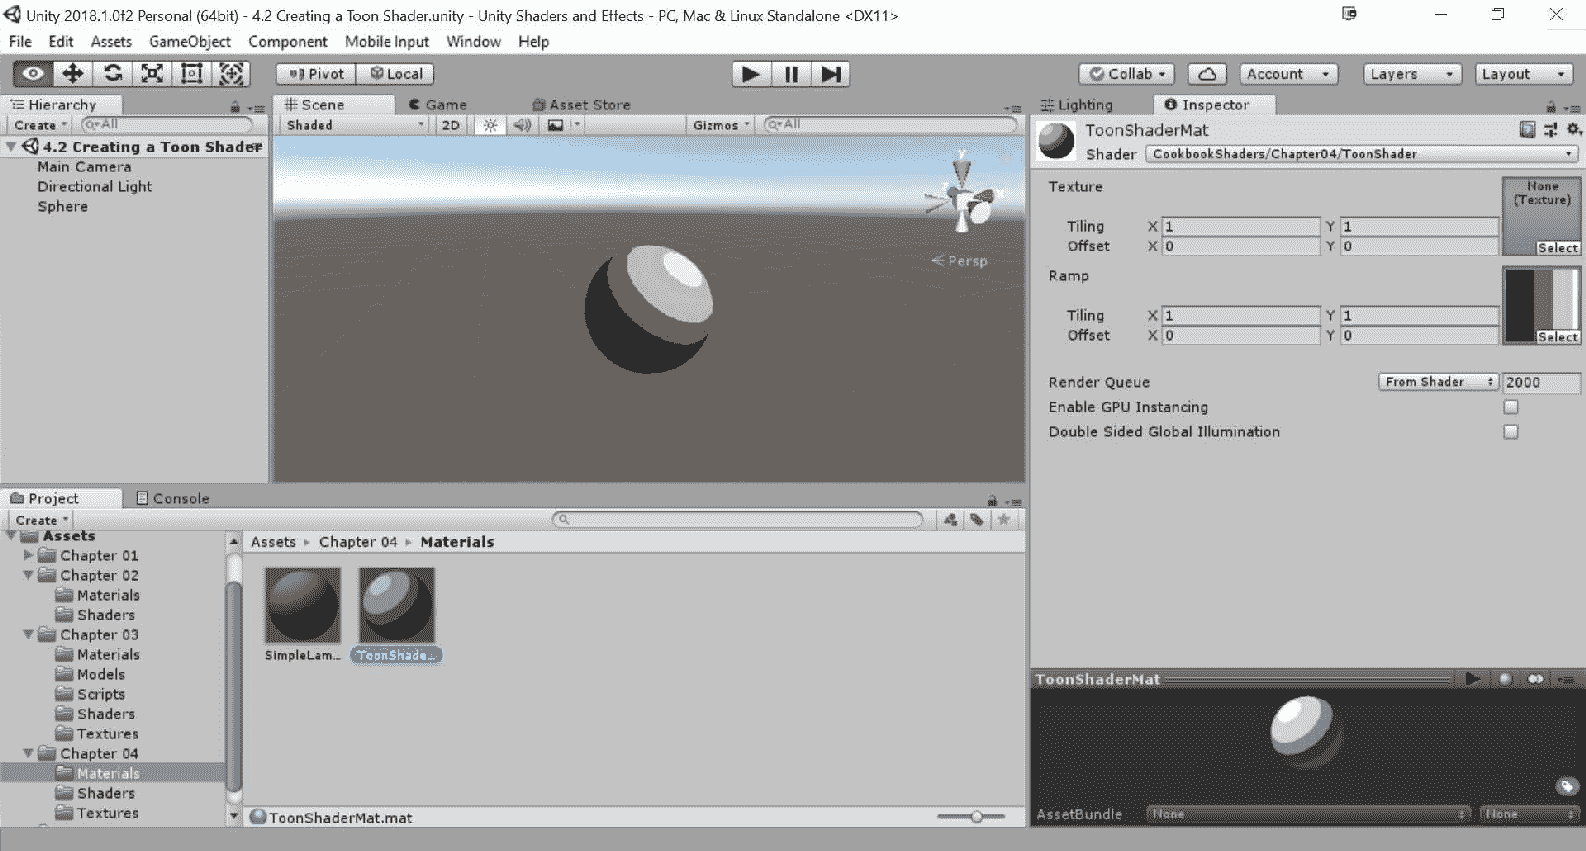 Unity 2018.1.0f2 Personal (64bit) - 4.2 Creating a Toon Shader.unity - Unity Shaders and Effects - PC, Mac & Linux Standalone <DX11>
File Edit Assets GameObject Component Mobile Input Window Help
Pivot Local Collab Account Layers Layout
Hierarchy
Create All
4.2 Creating a Toon Shader
Main Camera
Directional Light
Sphere
Scene Game Asset Store
Shaded 2D Gizmos All
y
x
Persp
Lighting Inspector
ToonShaderMat
Shader CookbookShaders/Chapter04/ToonShader
Texture
None
(Texture)
Tiling X 1 Y 1
Offset X 0 Y 0
Select
Ramp
Tiling X 1 Y 1
Offset X 0 Y 0
Select
Render Queue From Shader 2000
Enable GPU Instancing
Double Sided Global Illumination
Project Console
Create
Assets
Chapter 01
Chapter 02
Materials
Shaders
Chapter 03
Materials
Models
Scripts
Shaders
Textures
Chapter 04
Materials
Shaders
Textures
Assets Chapter 04 Materials
SimpleLam... ToonShade...
ToonShaderMat.mat
ToonShaderMat
AssetBundle None None